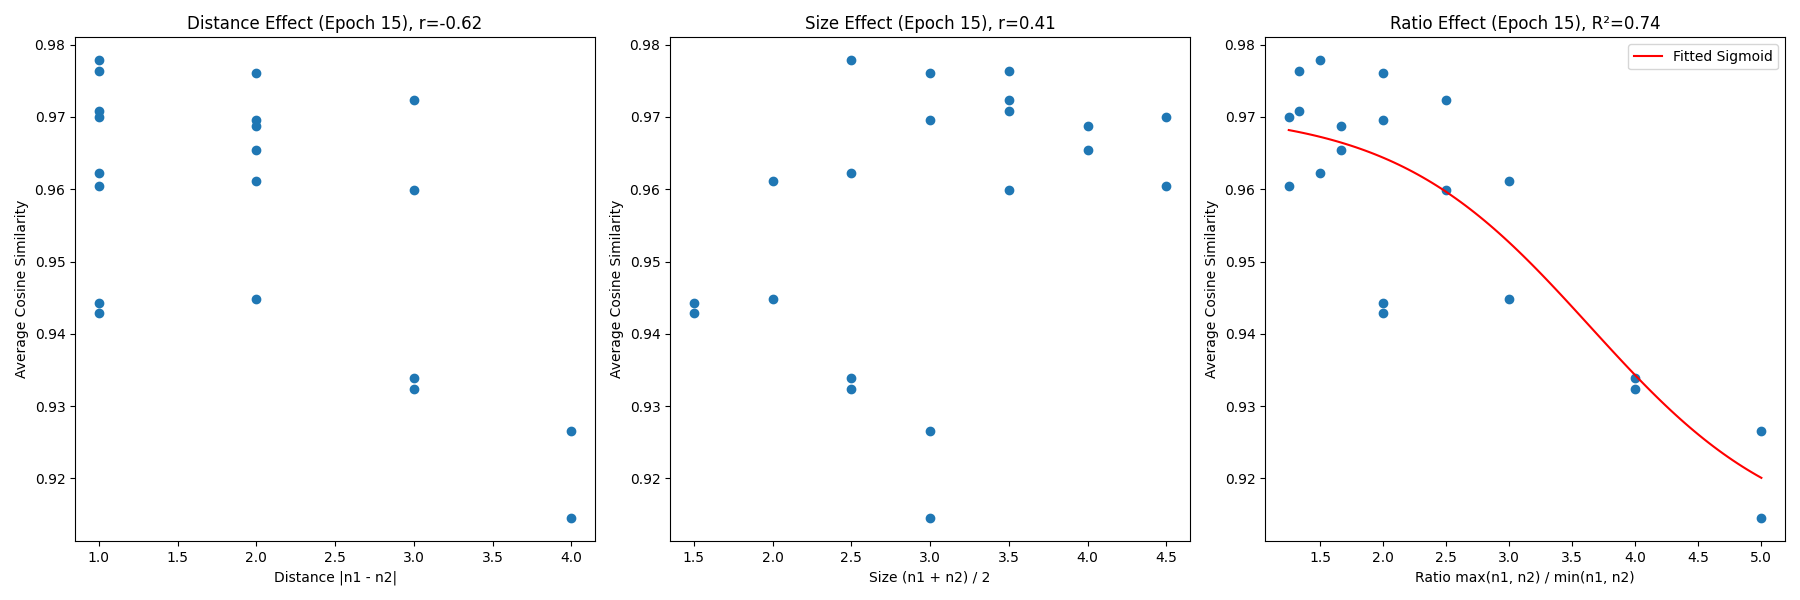 Distance Effect (Epoch 15), r=-0.62
Average Cosine Similarity
0.98
0.97
0.96
0.95
0.94
0.93
0.92
1.0 1.5 2.0 2.5 3.0 3.5 4.0
Distance |n1 - n2|
Size Effect (Epoch 15), r=0.41
Average Cosine Similarity
0.98
0.97
0.96
0.95
0.94
0.93
0.92
1.5 2.0 2.5 3.0 3.5 4.0 4.5
Size (n1 + n2) / 2
Ratio Effect (Epoch 15), R²=0.74
Fitted Sigmoid
Average Cosine Similarity
0.98
0.97
0.96
0.95
0.94
0.93
0.92
1.5 2.0 2.5 3.0 3.5 4.0 4.5 5.0
Ratio max(n1, n2) / min(n1, n2)